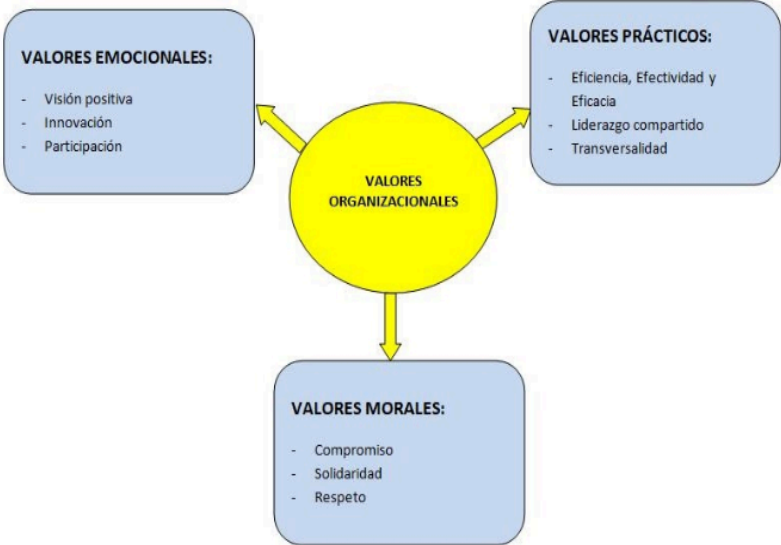 VALORES EMOCIONALES:
- Visión positiva
- Innovación
- Participación
VALORES PRÁCTICOS:
- Eficiencia, Efectividad y
Eficacia
- Liderazgo compartido
- Transversalidad
VALORES
ORGANIZACIONALES
VALORES MORALES:
- Compromiso
- Solidaridad
- Respeto